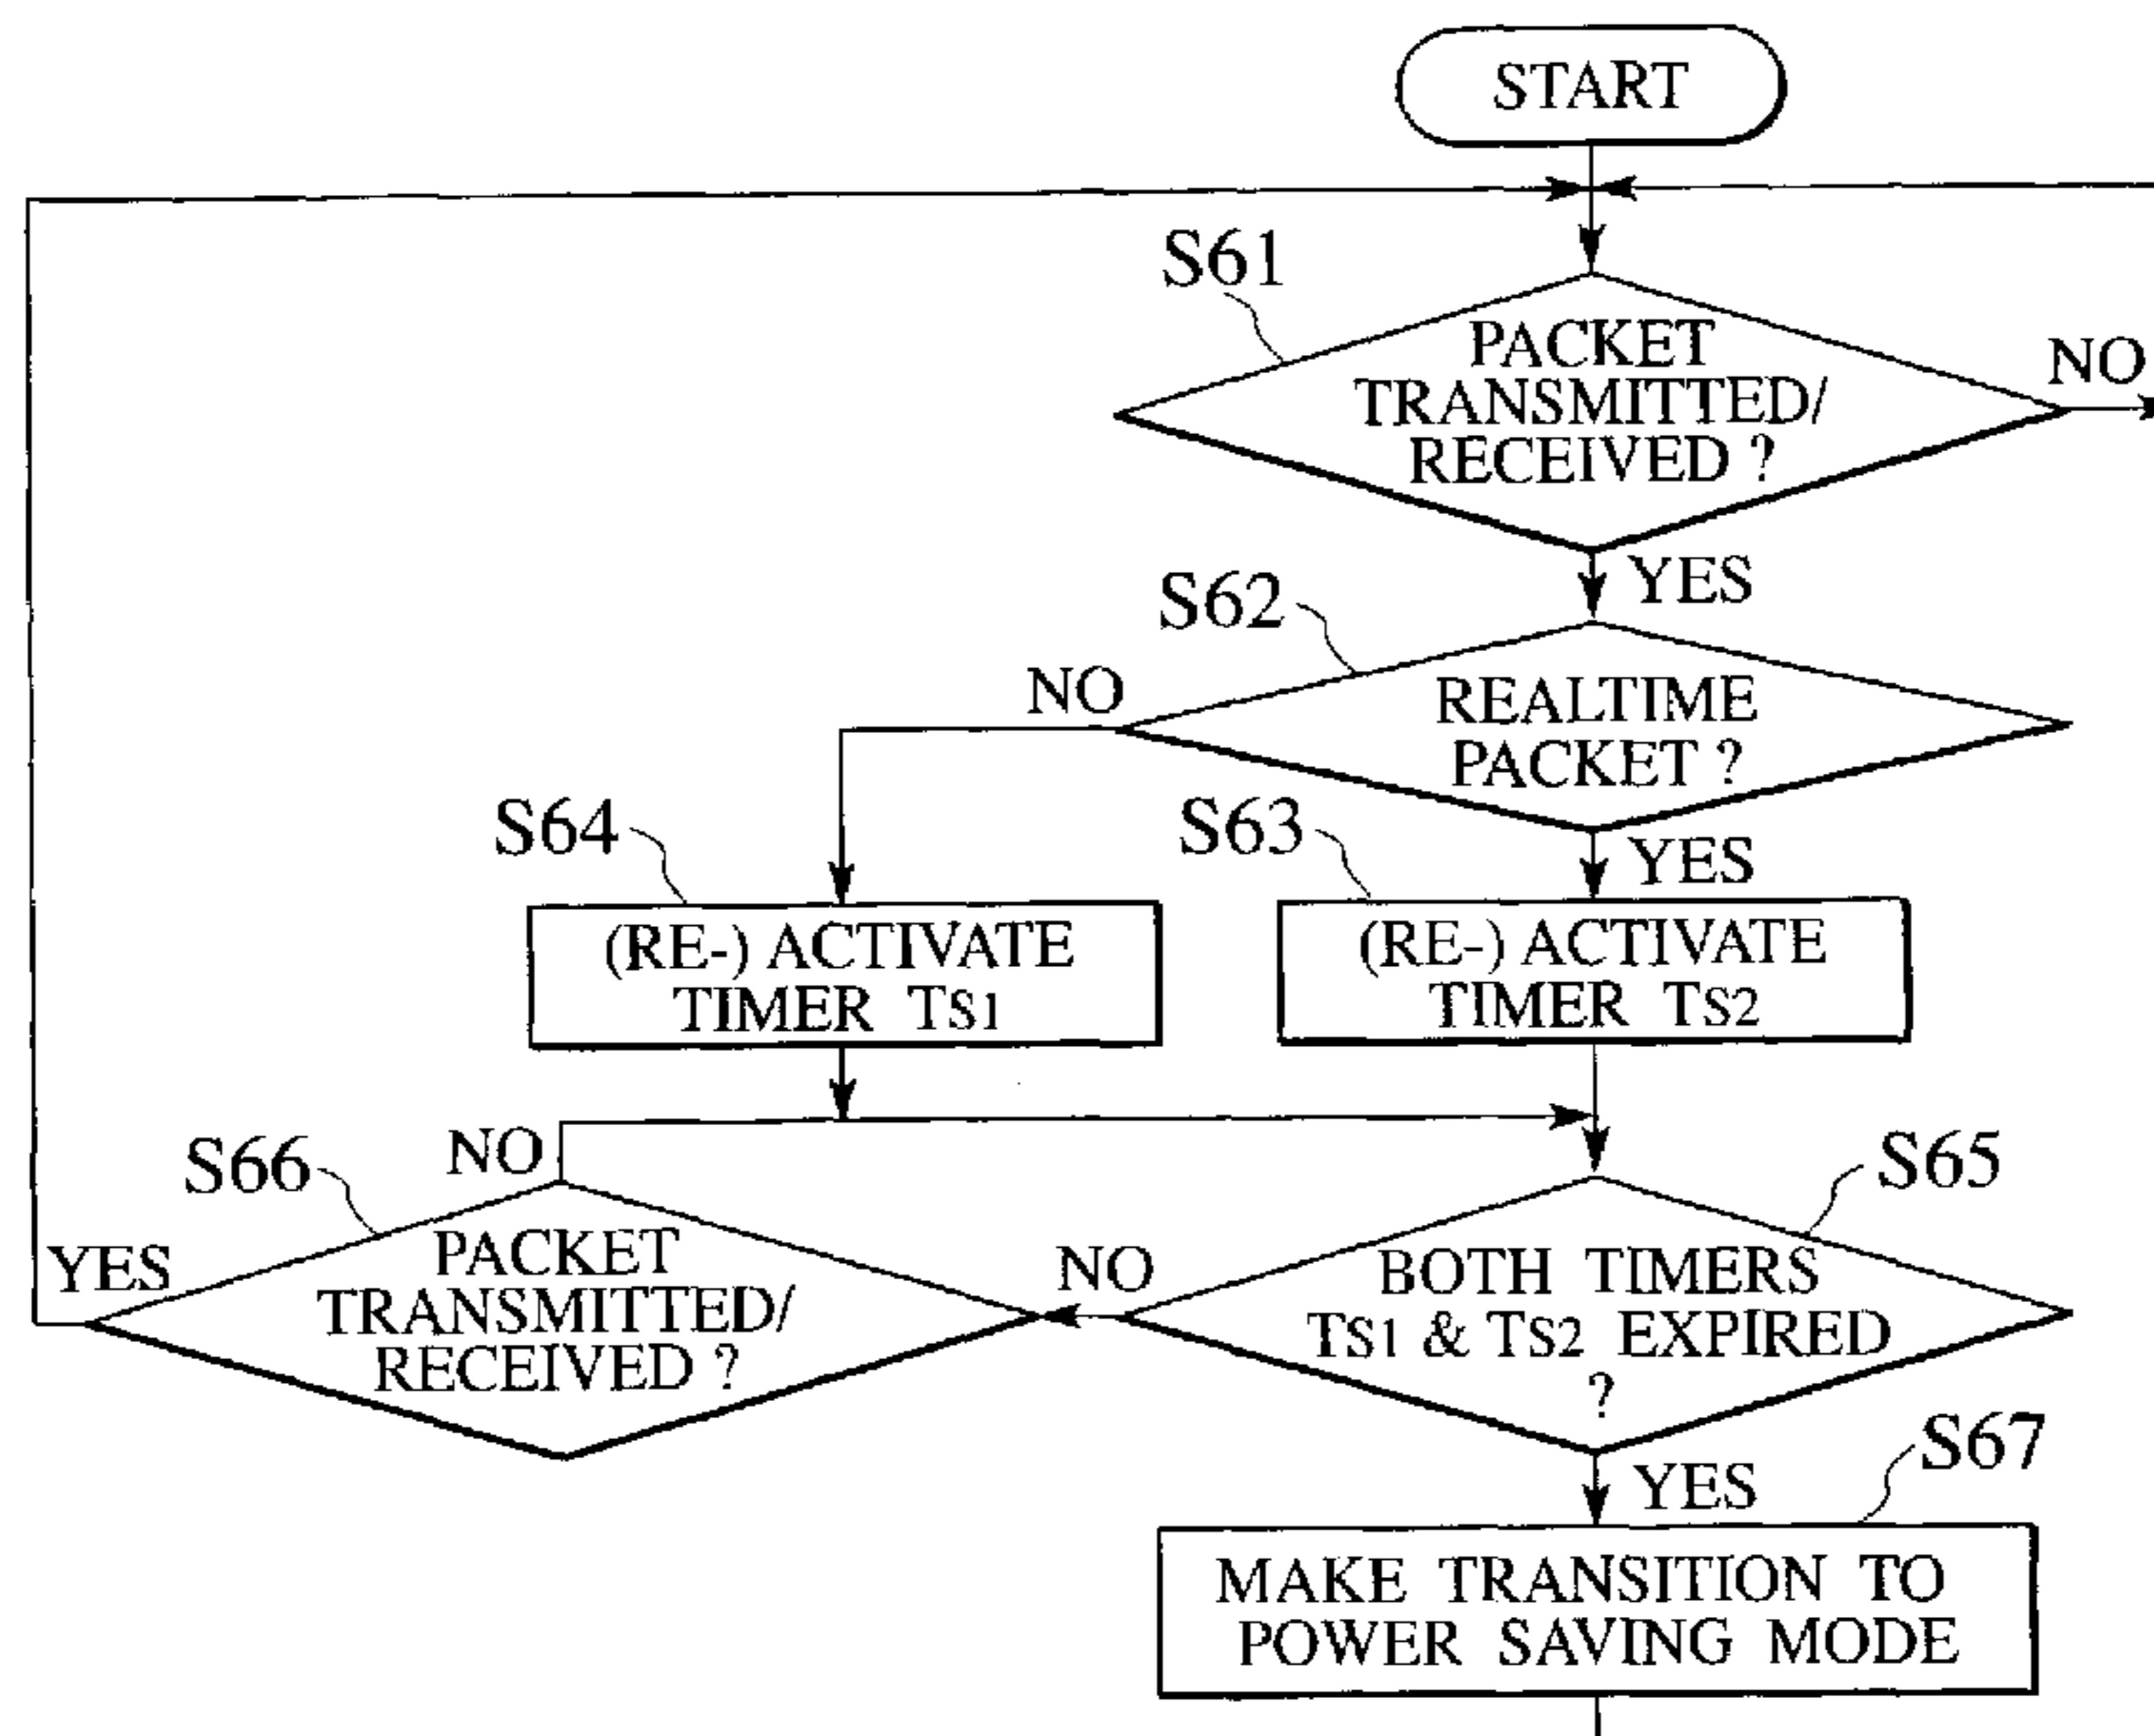 START
S61
PACKET
TRANSMITTED/
RECEIVED ?
NO
YES
S62
REALTIME
PACKET ?
NO
YES
S64
(RE-) ACTIVATE
TIMER TS1
S63
(RE-) ACTIVATE
TIMER TS2
S66
NO
PACKET
TRANSMITTED/
RECEIVED ?
YES
S65
NO
BOTH TIMERS
TS1 & TS2 EXPIRED
?
YES
S67
MAKE TRANSITION TO
POWER SAVING MODE